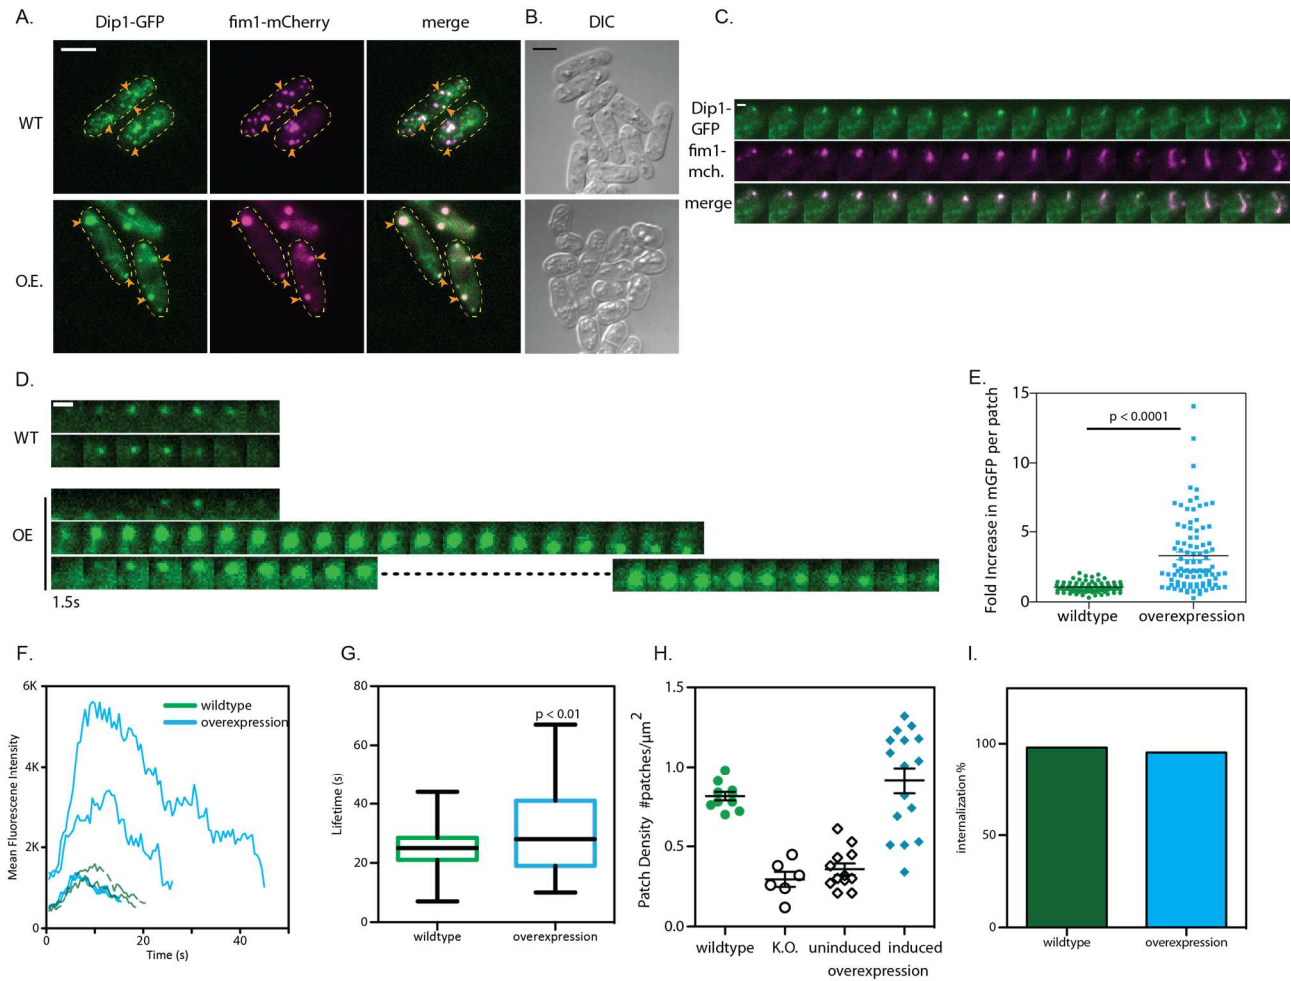 A.
Dip1-GFP
fim1-mCherry
merge
B.
DIC
C.
WT
O.E.
Dip1-
GFP
fim1-
mch.
merge
D.
WT
OE
1.5s
E.
15
10
5
0
Fold Increase in mGFP per patch
p < 0.0001
wildtype
overexpression
F.
6K
4K
2K
0
Mean Fluorescene Intensity
wildtype
overexpression
0
20
40
Time (s)
G.
80
60
40
20
0
Lifetime (s)
p < 0.01
wildtype
overexpression
H.
1.5
1.0
0.5
0.0
Patch Density #patches/μm²
wildtype
K.O.
uninduced
induced
overexpression
I.
100
50
0
internalization %
wildtype
overexpression